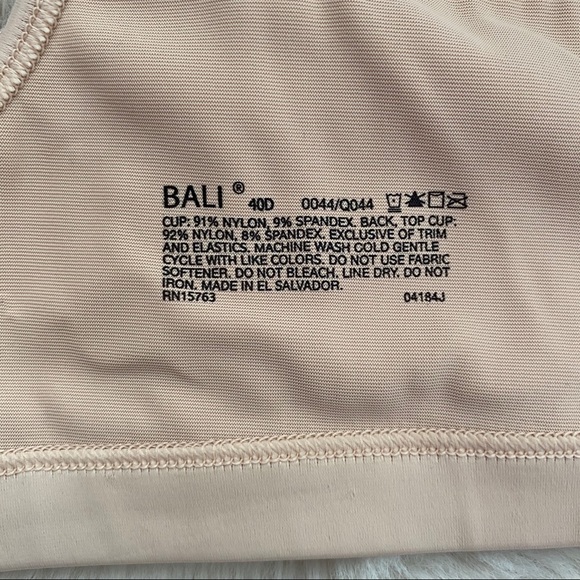 BALI ® 40D 0044/Q044
CUP: 91% NYLON, 9% SPANDEX. BACK, TOP CUP:
92% NYLON, 8% SPANDEX. EXCLUSIVE OF TRIM
AND ELASTICS. MACHINE WASH COLD GENTLE
CYCLE WITH LIKE COLORS. DO NOT USE FABRIC
SOFTENER. DO NOT BLEACH. LINE DRY. DO NOT
IRON. MADE IN EL SALVADOR.
RN15763 04184J